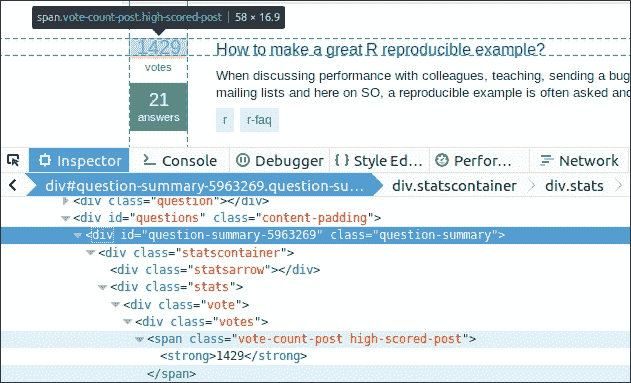 span.vote-count-post.high-scored-post | 58 × 16.9
1429
votes
21
answers
How to make a great R reproducible example?
When discussing performance with colleagues, teaching, sending a bug
mailing lists and here on SO, a reproducible example is often asked and
r r-faq
Inspector Console Debugger { } Style Ed... Perfor... Network
div#question-summary-5963269.question-su... div.statscontainer div.stats
<div class="question"></div>
<div id="questions" class="content-padding">
<div id="question-summary-5963269" class="question-summary">
<div class="statscontainer">
<div class="statsarrow"></div>
<div class="stats">
<div class="vote">
<div class="votes">
<span class="vote-count-post high-scored-post">
<strong>1429</strong>
</span>